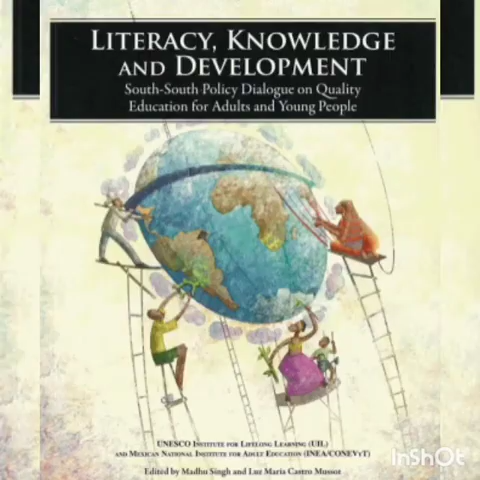 LITERACY, KNOWLEDGE
AND DEVELOPMENT
South-South Policy Dialogue on Quality
Education for Adults and Young People
UNESCO INSTITUTE FOR LIFELONG LEARNING (UIL)
AND MEXICAN NATIONAL INSTITUTE FOR ADULT EDUCATION (INEA/CONEVyT)
Edited by Madhu Singh and Luz María Castro Mussot
InShOt